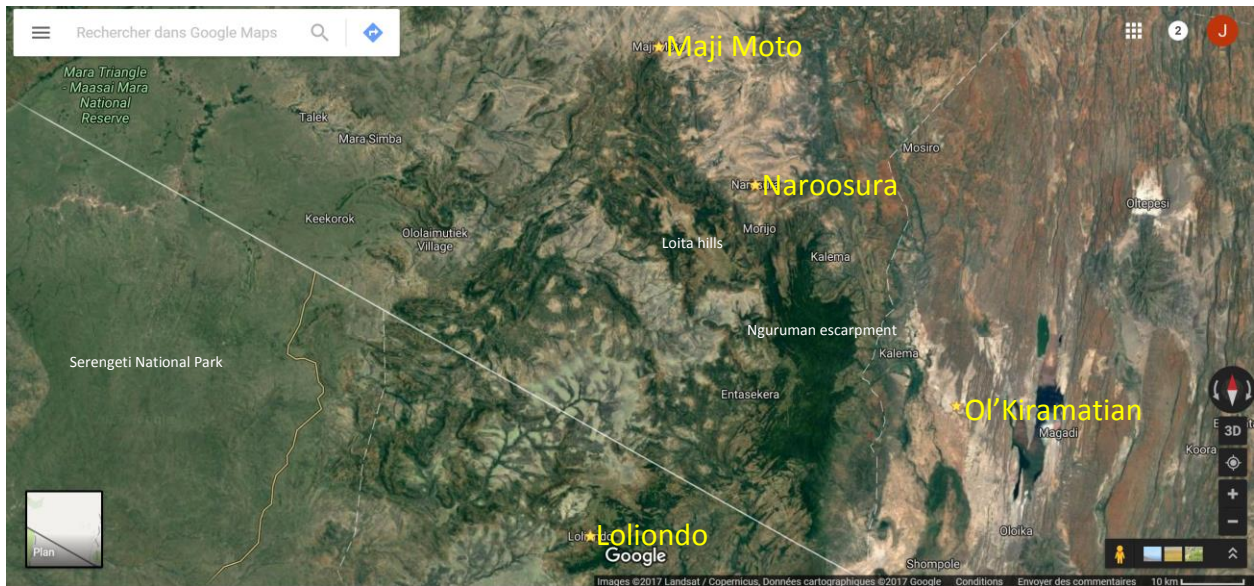 Rechercher dans Google Maps
2
J
Maji Moto
Mara Triangle
- Maasai Mara
National
Reserve
Talek
Mara Simba
Mosiro
Naroosura
Oltepesi
Keekorok
Ololaimutiek
Village
Morijo
Loita hills
Kalema
Nguruman escarpment
Serengeti National Park
Kalema
Entasekera
Ol'Kiramatian
Magadi
3D
Koora
Loliondo
Oloika
Google
Plan
Shompole
Images ©2017 Landsat / Copernicus, Données cartographiques ©2017 Google Conditions Envoyer des commentaires 10 km